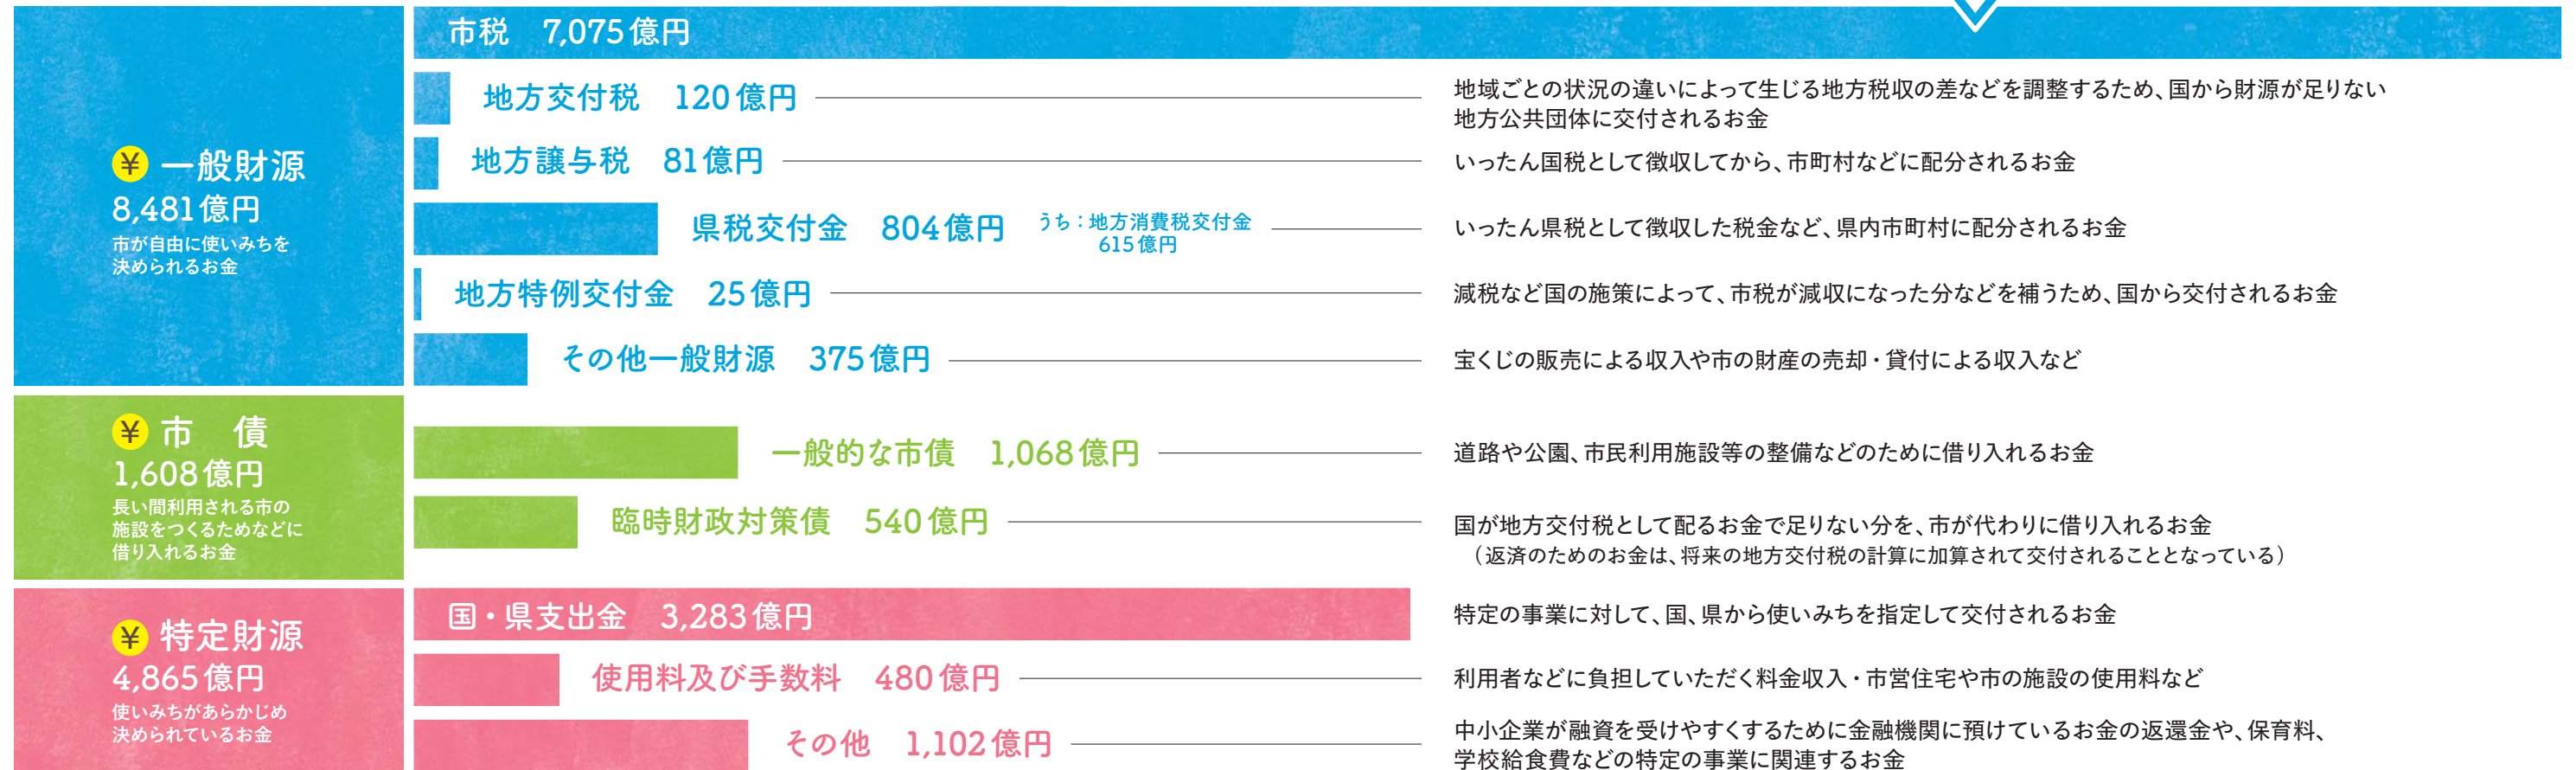 ¥ 一般財源
8,481億円
市が自由に使いみちを
決められるお金
市税 7,075億円
地方交付税 120億円
地域ごとの状況の違いによって生じる地方税収の差などを調整するため、国から財源が足りない
地方公共団体に交付されるお金
地方譲与税 81億円
いったん国税として徴収してから、市町村などに配分されるお金
県税交付金 804億円
うち:地方消費税交付金
615億円
いったん県税として徴収した税金など、県内市町村に配分されるお金
地方特例交付金 25億円
減税など国の施策によって、市税が減収になった分などを補うため、国から交付されるお金
その他一般財源 375億円
宝くじの販売による収入や市の財産の売却・貸付による収入など
¥ 市 債
1,608億円
長い間利用される市の
施設をつくるためなどに
借り入れるお金
一般的な市債 1,068億円
道路や公園、市民利用施設等の整備などのために借り入れるお金
臨時財政対策債 540億円
国が地方交付税として配るお金で足りない分を、市が代わりに借り入れるお金
(返済のためのお金は、将来の地方交付税の計算に加算されて交付されることとなっている)
¥ 特定財源
4,865億円
使いみちがあらかじめ
決められているお金
国・県支出金 3,283億円
特定の事業に対して、国、県から使いみちを指定して交付されるお金
使用料及び手数料 480億円
利用者などに負担していただく料金収入・市営住宅や市の施設の使用料など
その他 1,102億円
中小企業が融資を受けやすくするために金融機関に預けているお金の返還金や、保育料、
学校給食費などの特定の事業に関連するお金